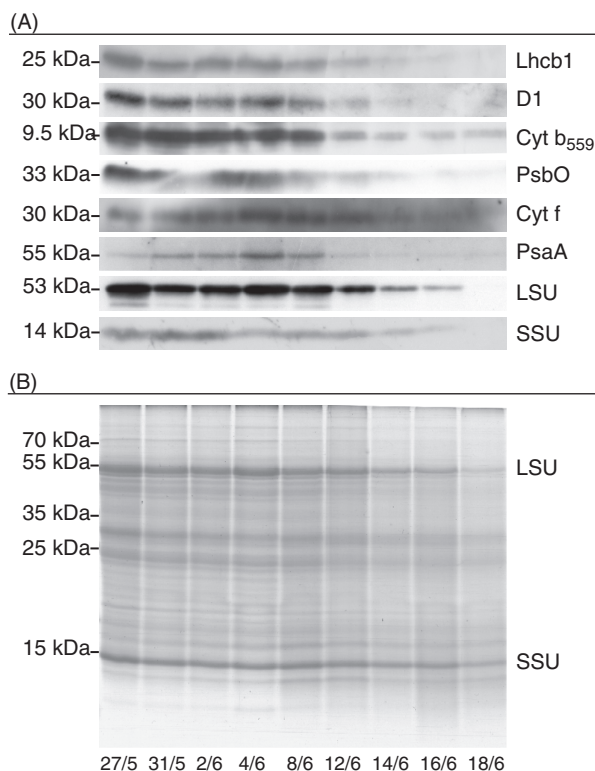 (A)
25 kDa Lhcb1
30 kDa D1
9.5 kDa Cyt b559
33 kDa PsbO
30 kDa Cyt f
55 kDa PsaA
53 kDa LSU
14 kDa SSU
(B)
70 kDa
55 kDa LSU
35 kDa
25 kDa
15 kDa SSU
27/5 31/5 2/6 4/6 8/6 12/6 14/6 16/6 18/6